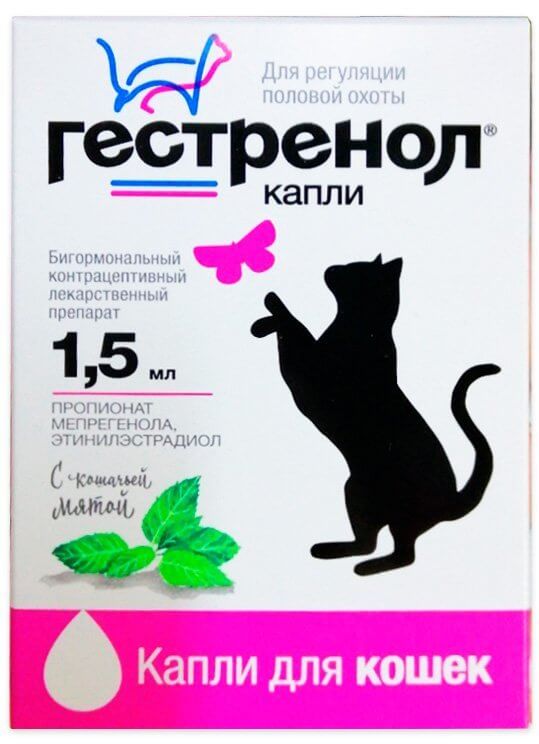 Для регуляции
половой охоты
гестренол®
капли
Бигормональный
контрацептивный
лекарственный
препарат
1,5 мл
ПРОПИОНАТ
МЕПРЕГЕНОЛА,
ЭТИНИЛЭСТРАДИОЛ
С кошачьей
мятой
Капли для кошек